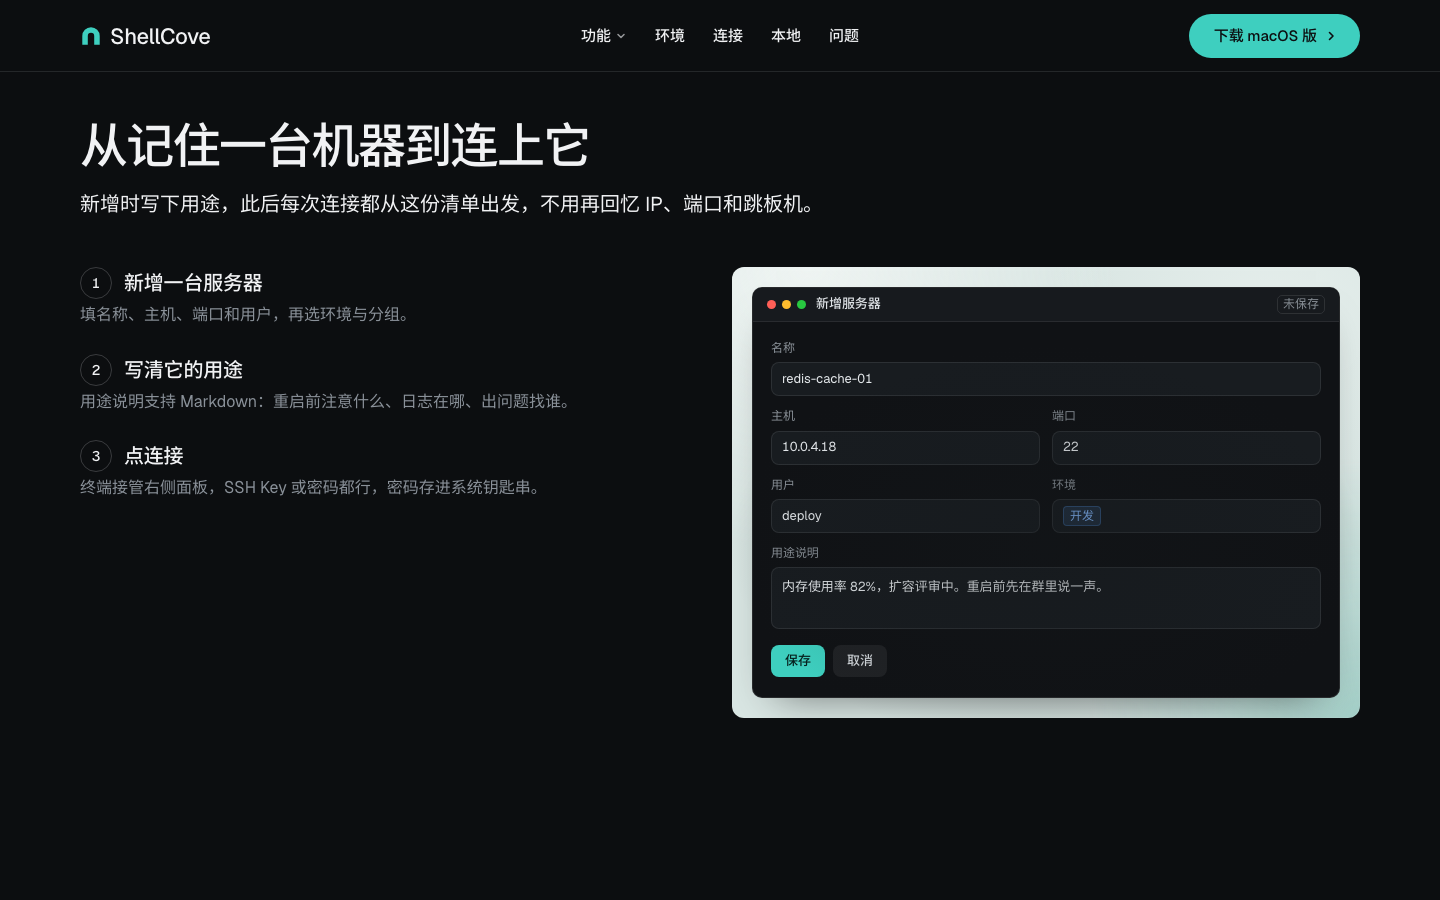 ShellCove
功能
环境
连接
本地
问题
下载 macOS 版
从记住一台机器到连上它
新增时写下用途，此后每次连接都从这份清单出发，不用再回忆 IP、端口和跳板机。
1 新增一台服务器
填名称、主机、端口和用户，再选环境与分组。
2 写清它的用途
用途说明支持 Markdown：重启前注意什么、日志在哪、出问题找谁。
3 点连接
终端接管右侧面板，SSH Key 或密码都行，密码存进系统钥匙串。
新增服务器
未保存
名称
redis-cache-01
主机
端口
10.0.4.18
22
用户
环境
deploy
开发
用途说明
内存使用率 82%，扩容评审中。重启前先在群里说一声。
保存
取消